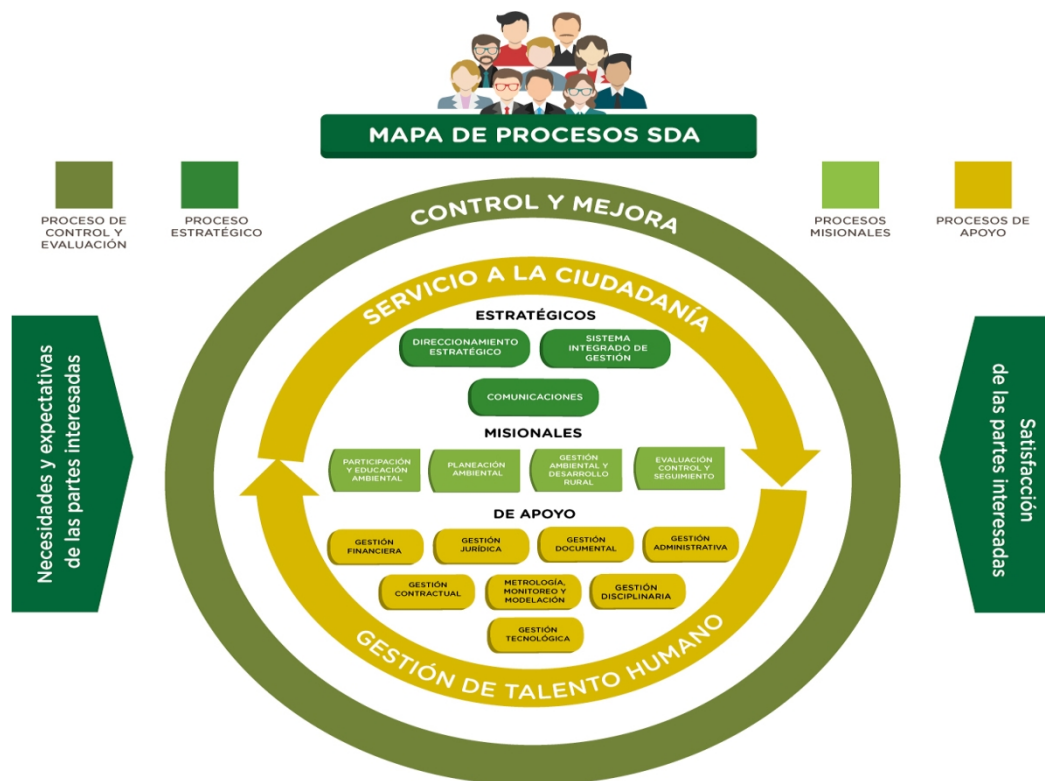 MAPA DE PROCESOS SDA
PROCESO DE
CONTROL Y
EVALUACIÓN
PROCESO
ESTRATÉGICO
PROCESOS
MISIONALES
PROCESOS DE
APOYO
CONTROL Y MEJORA
SERVICIO A LA CIUDADANÍA
Necesidades y expectativas
de las partes interesadas
ESTRATÉGICOS
DIRECCIONAMIENTO
ESTRATÉGICO
SISTEMA
INTEGRADO DE
GESTIÓN
COMUNICACIONES
MISIONALES
PARTICIPACIÓN
Y EDUCACIÓN
AMBIENTAL
PLANEACIÓN
AMBIENTAL
GESTIÓN
AMBIENTAL Y
DESARROLLO
RURAL
EVALUACIÓN
CONTROL Y
SEGUIMIENTO
DE APOYO
GESTIÓN
FINANCIERA
GESTIÓN
JURÍDICA
GESTIÓN
DOCUMENTAL
GESTIÓN
ADMINISTRATIVA
GESTIÓN
CONTRACTUAL
METROLOGÍA,
MONITOREO Y
MODELACIÓN
GESTIÓN
DISCIPLINARIA
GESTIÓN
TECNOLÓGICA
GESTIÓN DE TALENTO HUMANO
Satisfacción
de las partes interesadas